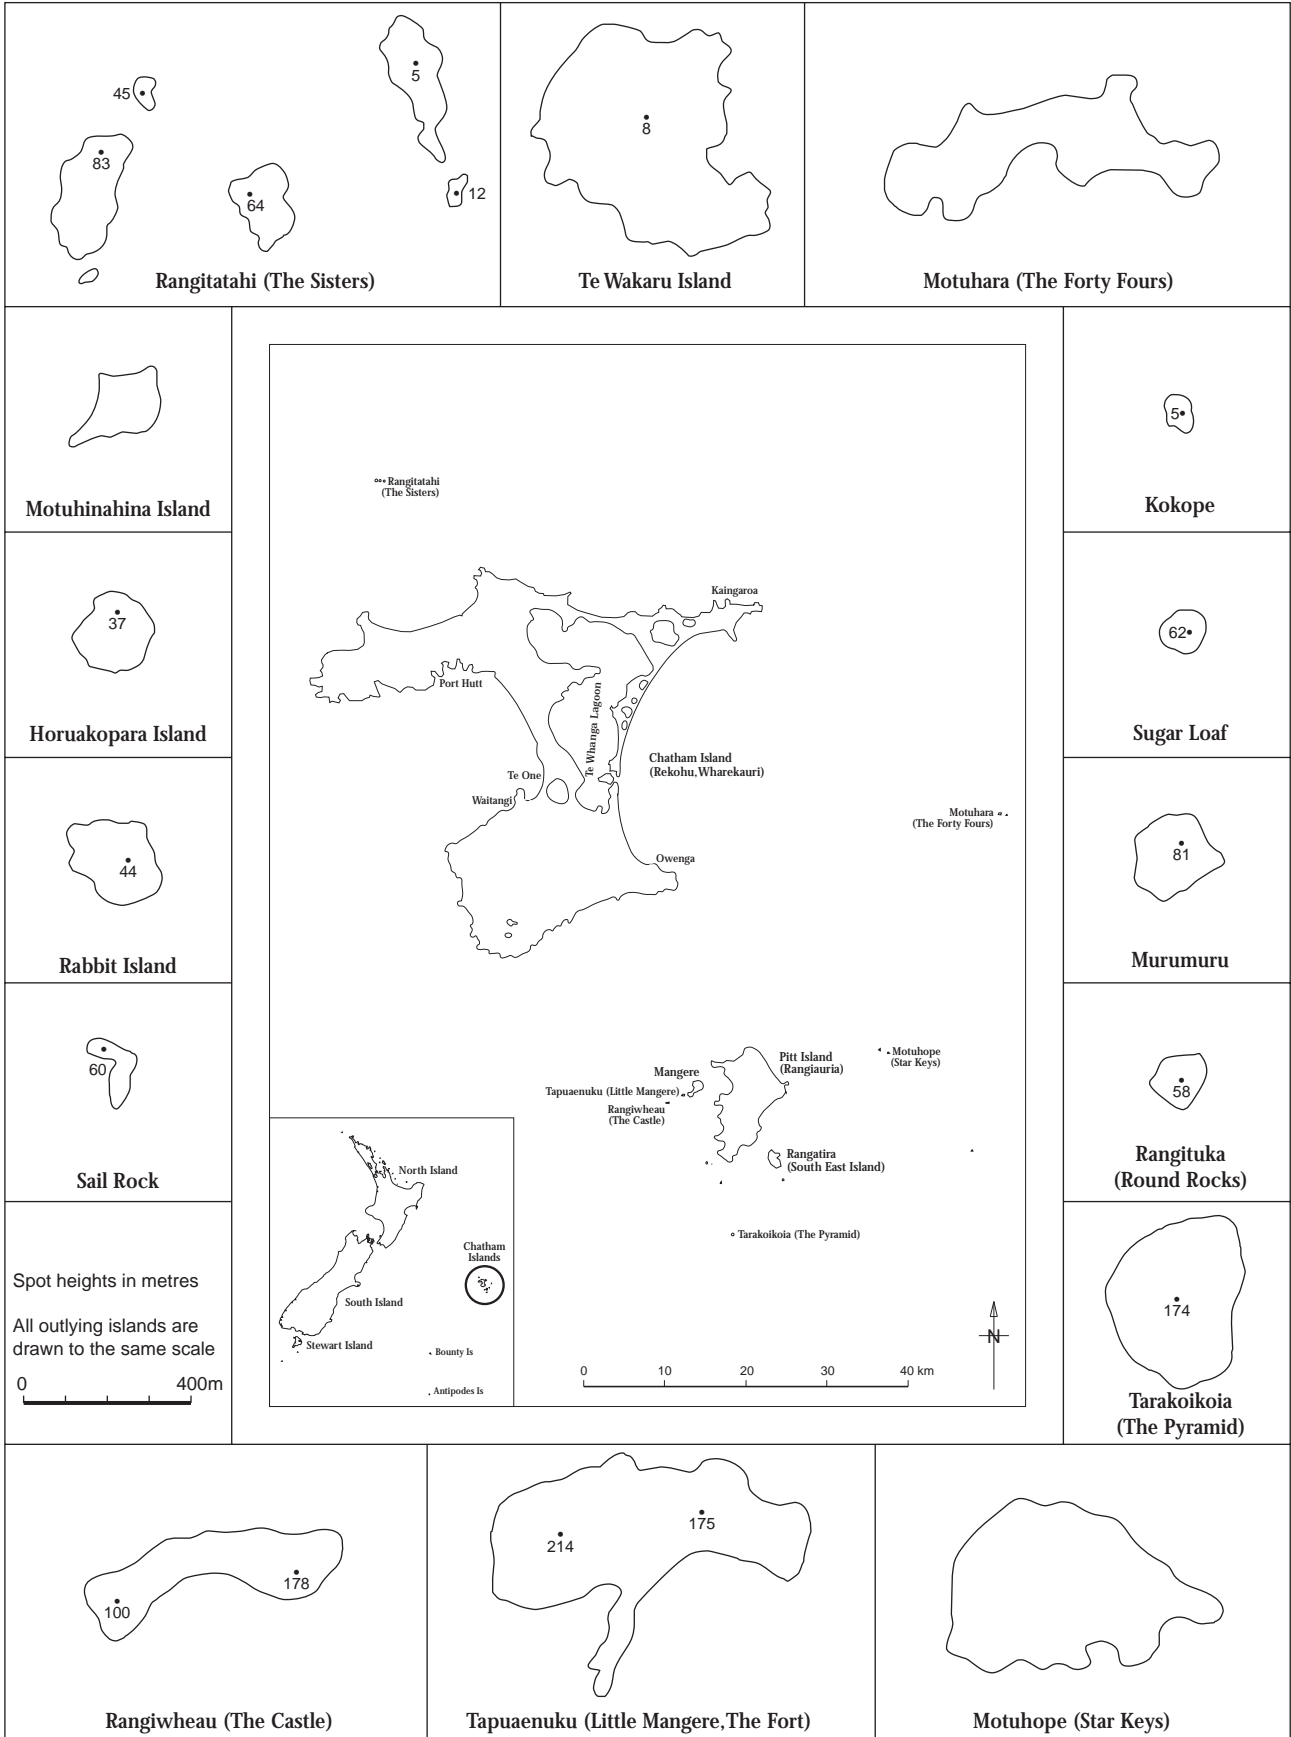 5
45
83
64
12
Rangitatahi (The Sisters)
8
Te Wakaru Island
Motuhara (The Forty Fours)
Motuhinahina Island
37
Horuakopara Island
44
Rabbit Island
60
Sail Rock
Spot heights in metres
All outlying islands are
drawn to the same scale
0 400m
Rangitatahi
(The Sisters)
Kaingaroa
Port Hutt
Te Whanga Lagoon
Chatham Island
(Rekohu, Wharekauri)
Te One
Waitangi
Motuhara
(The Forty Fours)
Owenga
Pitt Island
(Rangiauria)
Motuhope
(Star Keys)
Mangere
Tapuaenuku (Little Mangere)
Rangiwheau
(The Castle)
Rangatira
(South East Island)
Tarakoikoia (The Pyramid)
North Island
Chatham
Islands
South Island
Stewart Island
Bounty Is
Antipodes Is
N
0 10 20 30 40 km
5
Kokope
62
Sugar Loaf
81
Murumuru
58
Rangituka
(Round Rocks)
174
Tarakoikoia
(The Pyramid)
100
178
Rangiwheau (The Castle)
214
175
Tapuaenuku (Little Mangere, The Fort)
Motuhope (Star Keys)